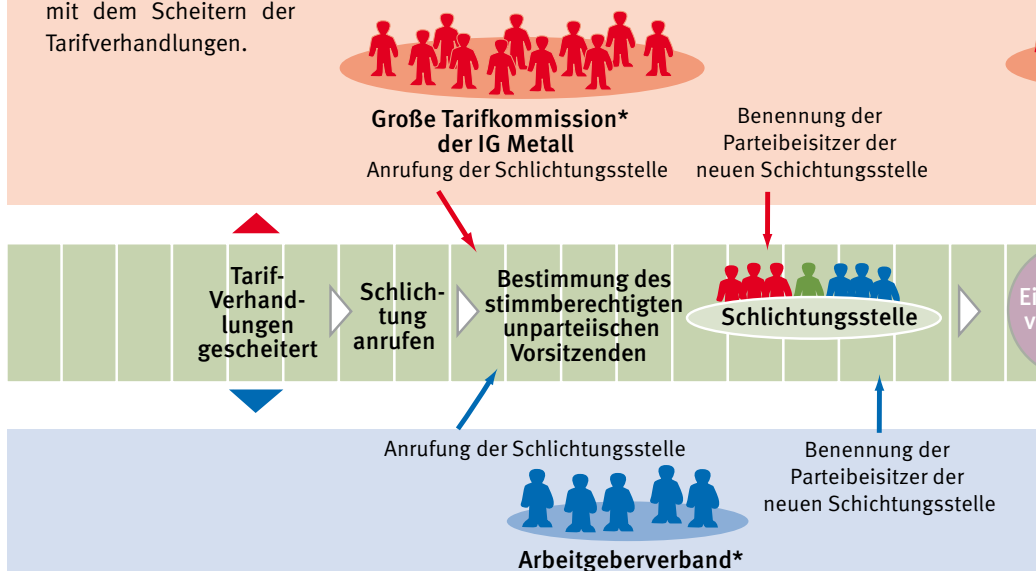 mit dem Scheitern der
Tarifverhandlungen.
Große Tarifkommission*
der IG Metall
Anrufung der Schlichtungsstelle
Benennung der
Parteibeisitzer der
neuen Schichtungsstelle
Tarif-
Verhand-
lungen
gescheitert
Schlich-
tung
anrufen
Bestimmung des
stimmberechtigten
unparteiischen
Vorsitzenden
Schlichtungsstelle
Ei
v
Anrufung der Schlichtungsstelle
Arbeitgeberverband*
Benennung der
Parteibeisitzer der
neuen Schichtungsstelle